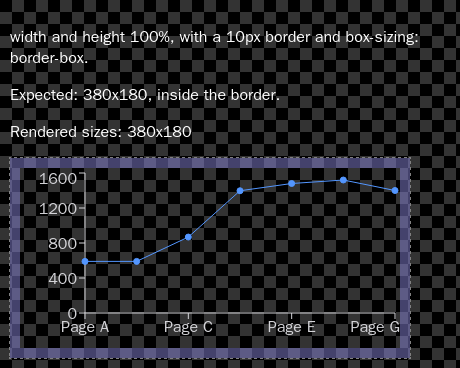 width and height 100%, with a 10px border and box-sizing:
border-box.
Expected: 380x180, inside the border.
Rendered sizes: 380x180
1600
1200
800
400
0
Page A Page C Page E Page G